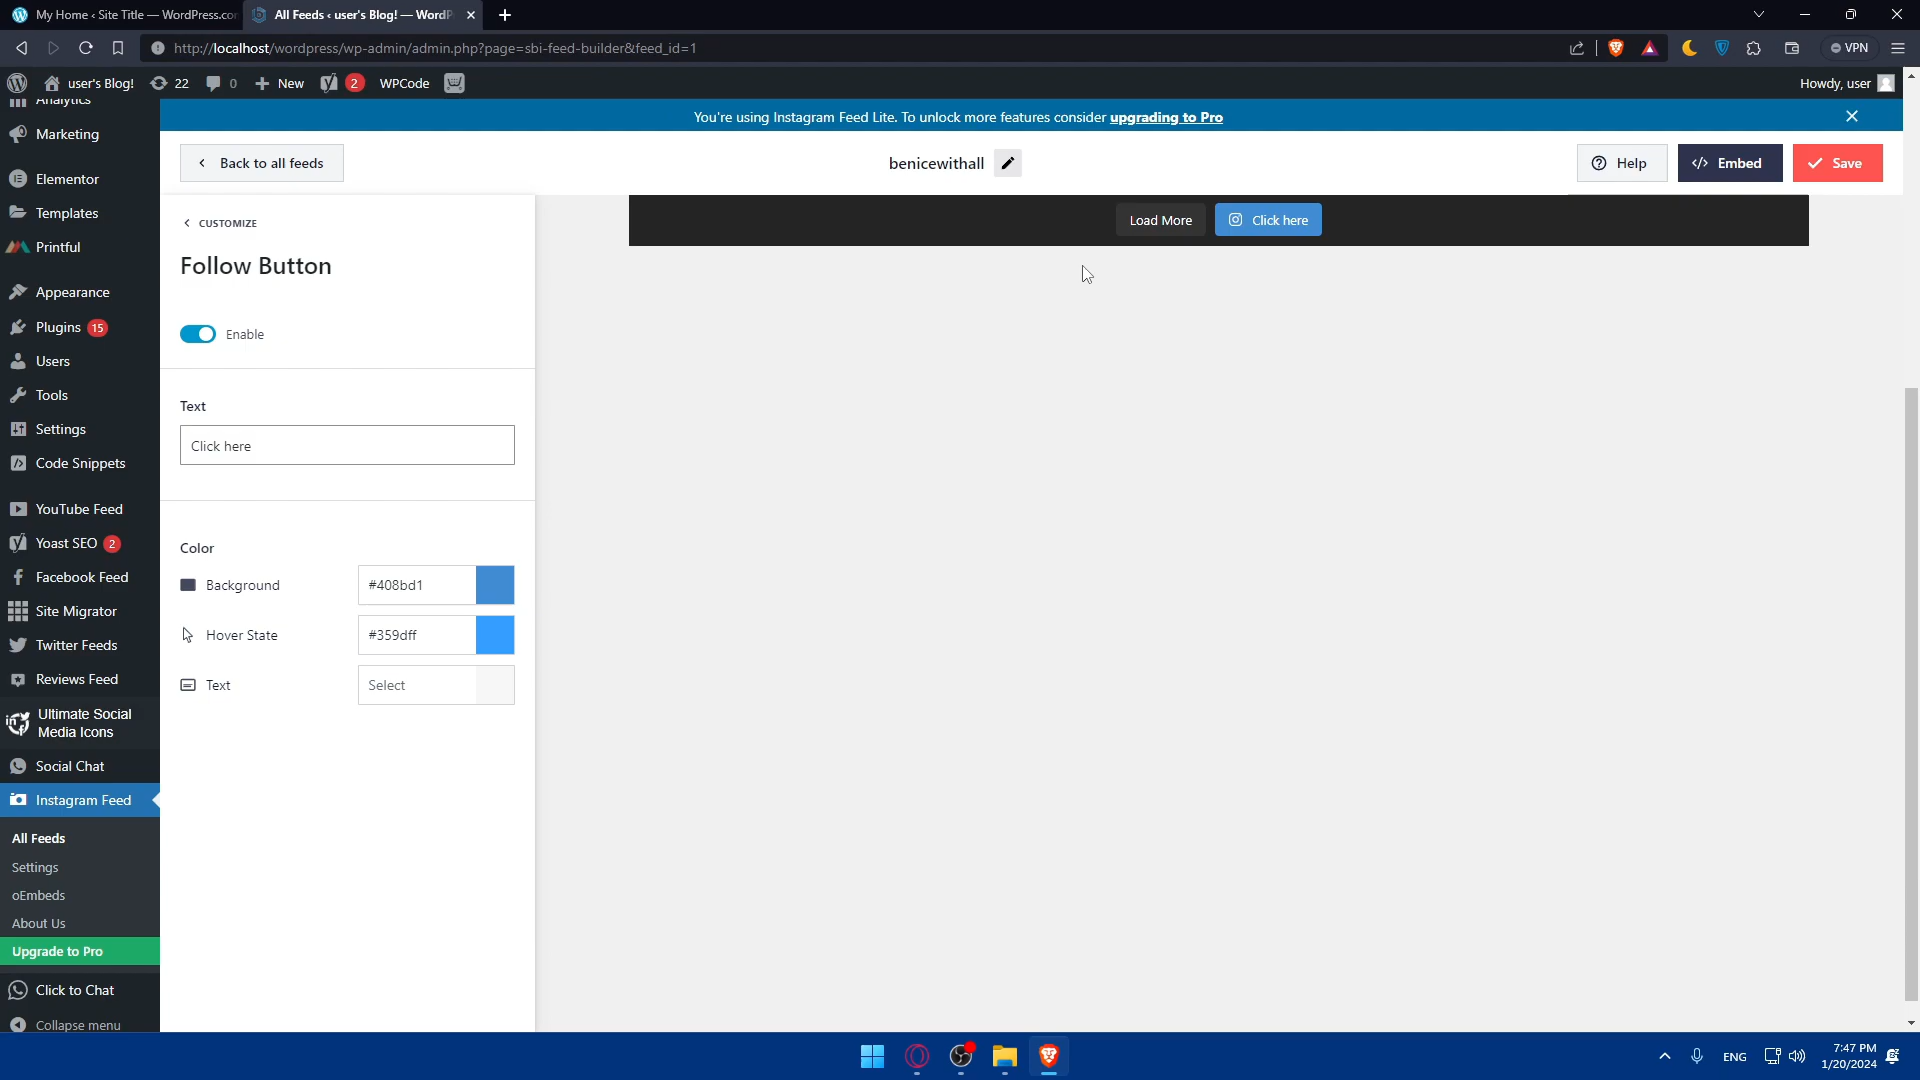 My Home ‹ Site Title — WordPress.co
All Feeds ‹ user's Blog! — WordP
http://localhost/wordpress/wp-admin/admin.php?page=sbi-feed-builder&feed_id=1
VPN
user's Blog!
22
0
New
2
WPCode
Howdy, user
Analytics
Marketing
Elementor
Templates
Printful
Appearance
Plugins 15
Users
Tools
Settings
Code Snippets
YouTube Feed
Yoast SEO 2
Facebook Feed
Site Migrator
Twitter Feeds
Reviews Feed
Ultimate Social
Media Icons
Social Chat
Instagram Feed
All Feeds
Settings
oEmbeds
About Us
Upgrade to Pro
Click to Chat
Collapse menu
You're using Instagram Feed Lite. To unlock more features consider upgrading to Pro
Back to all feeds
benicewithall
Help
Embed
Save
CUSTOMIZE
Follow Button
Enable
Text
Click here
Color
Background
#408bd1
Hover State
#359dff
Text
Select
Load More
Click here
ENG
7:47 PM
1/20/2024